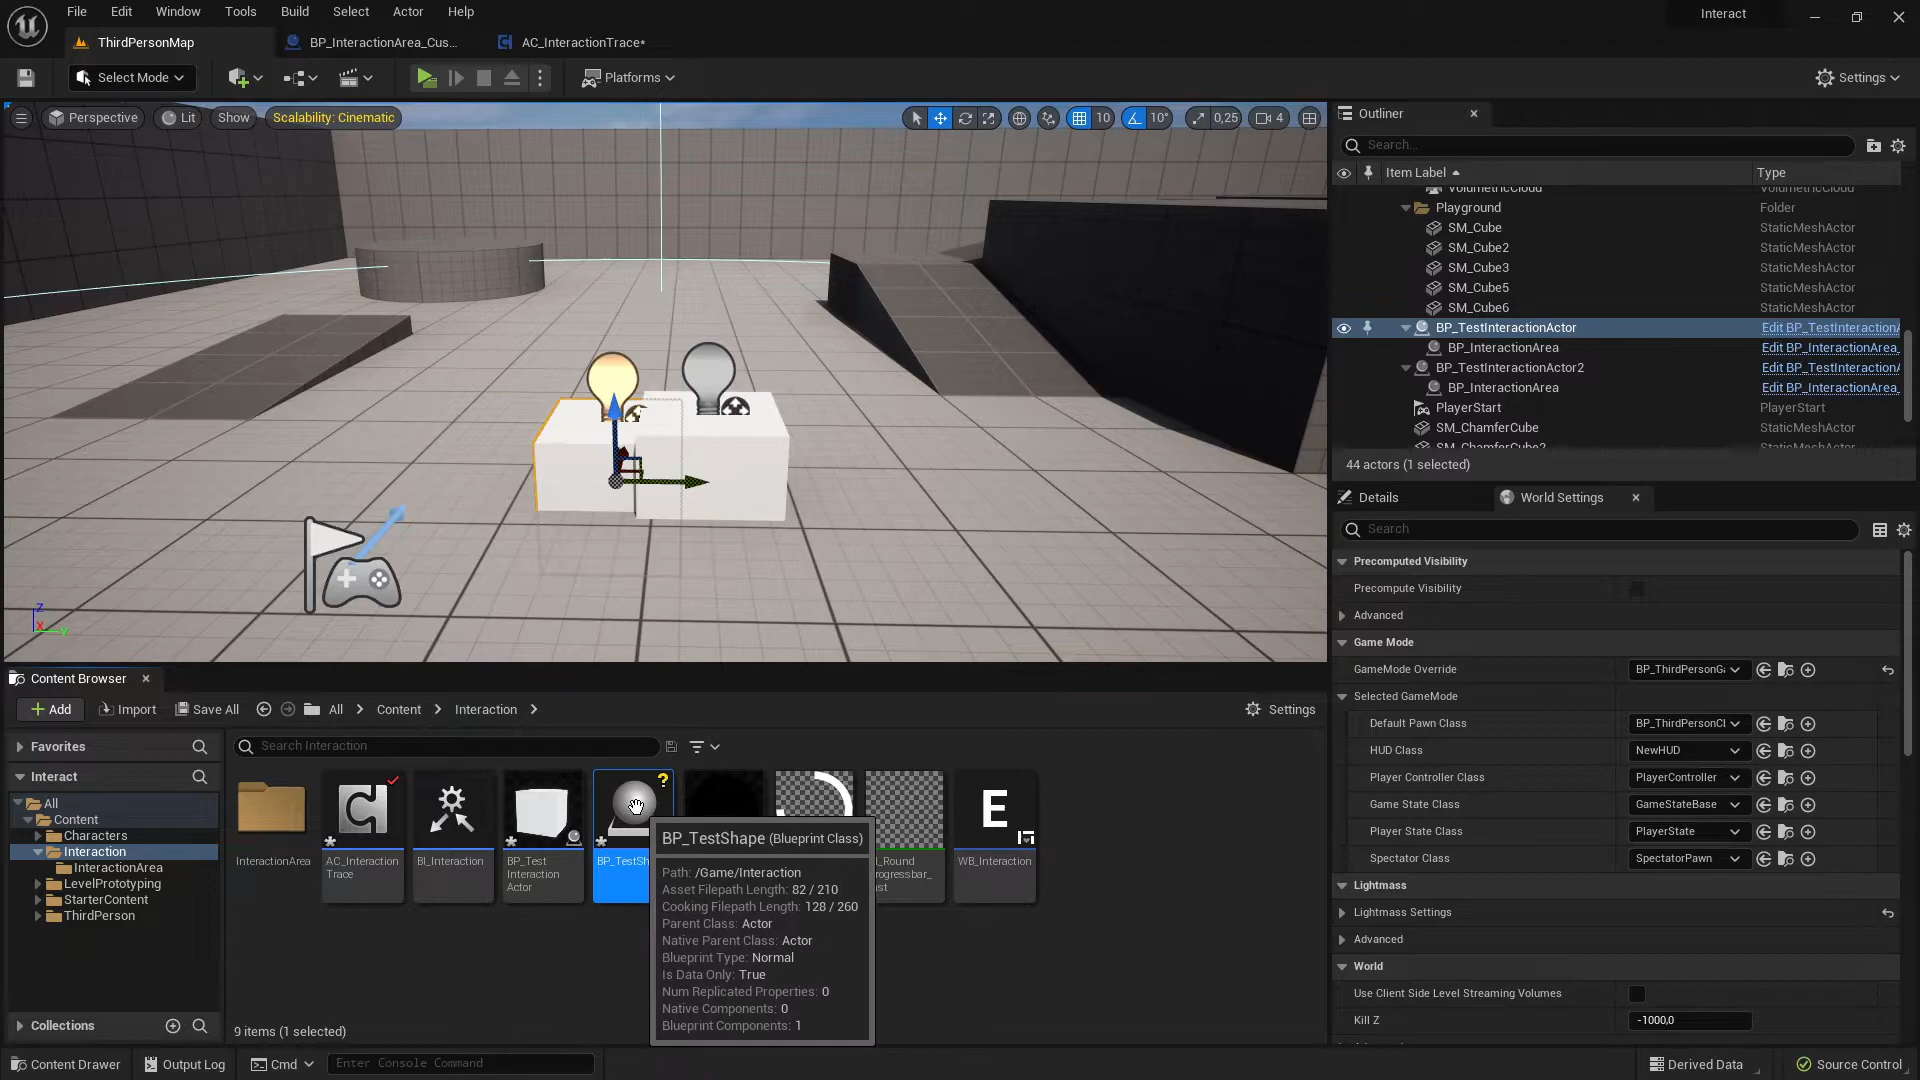 File Edit Window Tools Build Select Actor Help
Interact
ThirdPersonMap
BP_InteractionArea_Cus...
AC_InteractionTrace*
Select Mode
Platforms
Settings
Perspective
Lit
Show
Scalability: Cinematic
10
10°
0,25
4
Outliner
Search...
Item Label
Type
VolumetricCloud VolumetricCloud
Playground Folder
SM_Cube StaticMeshActor
SM_Cube2 StaticMeshActor
SM_Cube3 StaticMeshActor
SM_Cube5 StaticMeshActor
SM_Cube6 StaticMeshActor
BP_TestInteractionActor Edit BP_TestInteractionA
BP_InteractionArea Edit BP_InteractionArea_
BP_TestInteractionActor2 Edit BP_TestInteractionA
BP_InteractionArea Edit BP_InteractionArea_
PlayerStart PlayerStart
SM_ChamferCube StaticMeshActor
SM_ChamferCube2
44 actors (1 selected)
Details
World Settings
Search
Precomputed Visibility
Precompute Visibility
Advanced
Game Mode
GameMode Override BP_ThirdPersonGa
Selected GameMode
Default Pawn Class BP_ThirdPersonCl
HUD Class NewHUD
Player Controller Class PlayerController
Game State Class GameStateBase
Player State Class PlayerState
Spectator Class SpectatorPawn
Lightmass
Lightmass Settings
Advanced
World
Use Client Side Level Streaming Volumes
Kill Z -1000,0
Z
X
Y
Content Browser
Add
Import
Save All
All
Content
Interaction
Settings
Favorites
Interact
All
Content
Characters
Interaction
InteractionArea
LevelPrototyping
StarterContent
ThirdPerson
Collections
Search Interaction
InteractionArea
AC_Interaction
Trace
BI_Interaction
BP_Test
Interaction
Actor
BP_TestSh
_Round
rogressbar_
st
E
WB_Interaction
?
BP_TestShape (Blueprint Class)
Path: /Game/Interaction
Asset Filepath Length: 82 / 210
Cooking Filepath Length: 128 / 260
Parent Class: Actor
Native Parent Class: Actor
Blueprint Type: Normal
Is Data Only: True
Num Replicated Properties: 0
Native Components: 0
Blueprint Components: 1
9 items (1 selected)
Content Drawer
Output Log
Cmd
Enter Console Command
Derived Data
Source Control